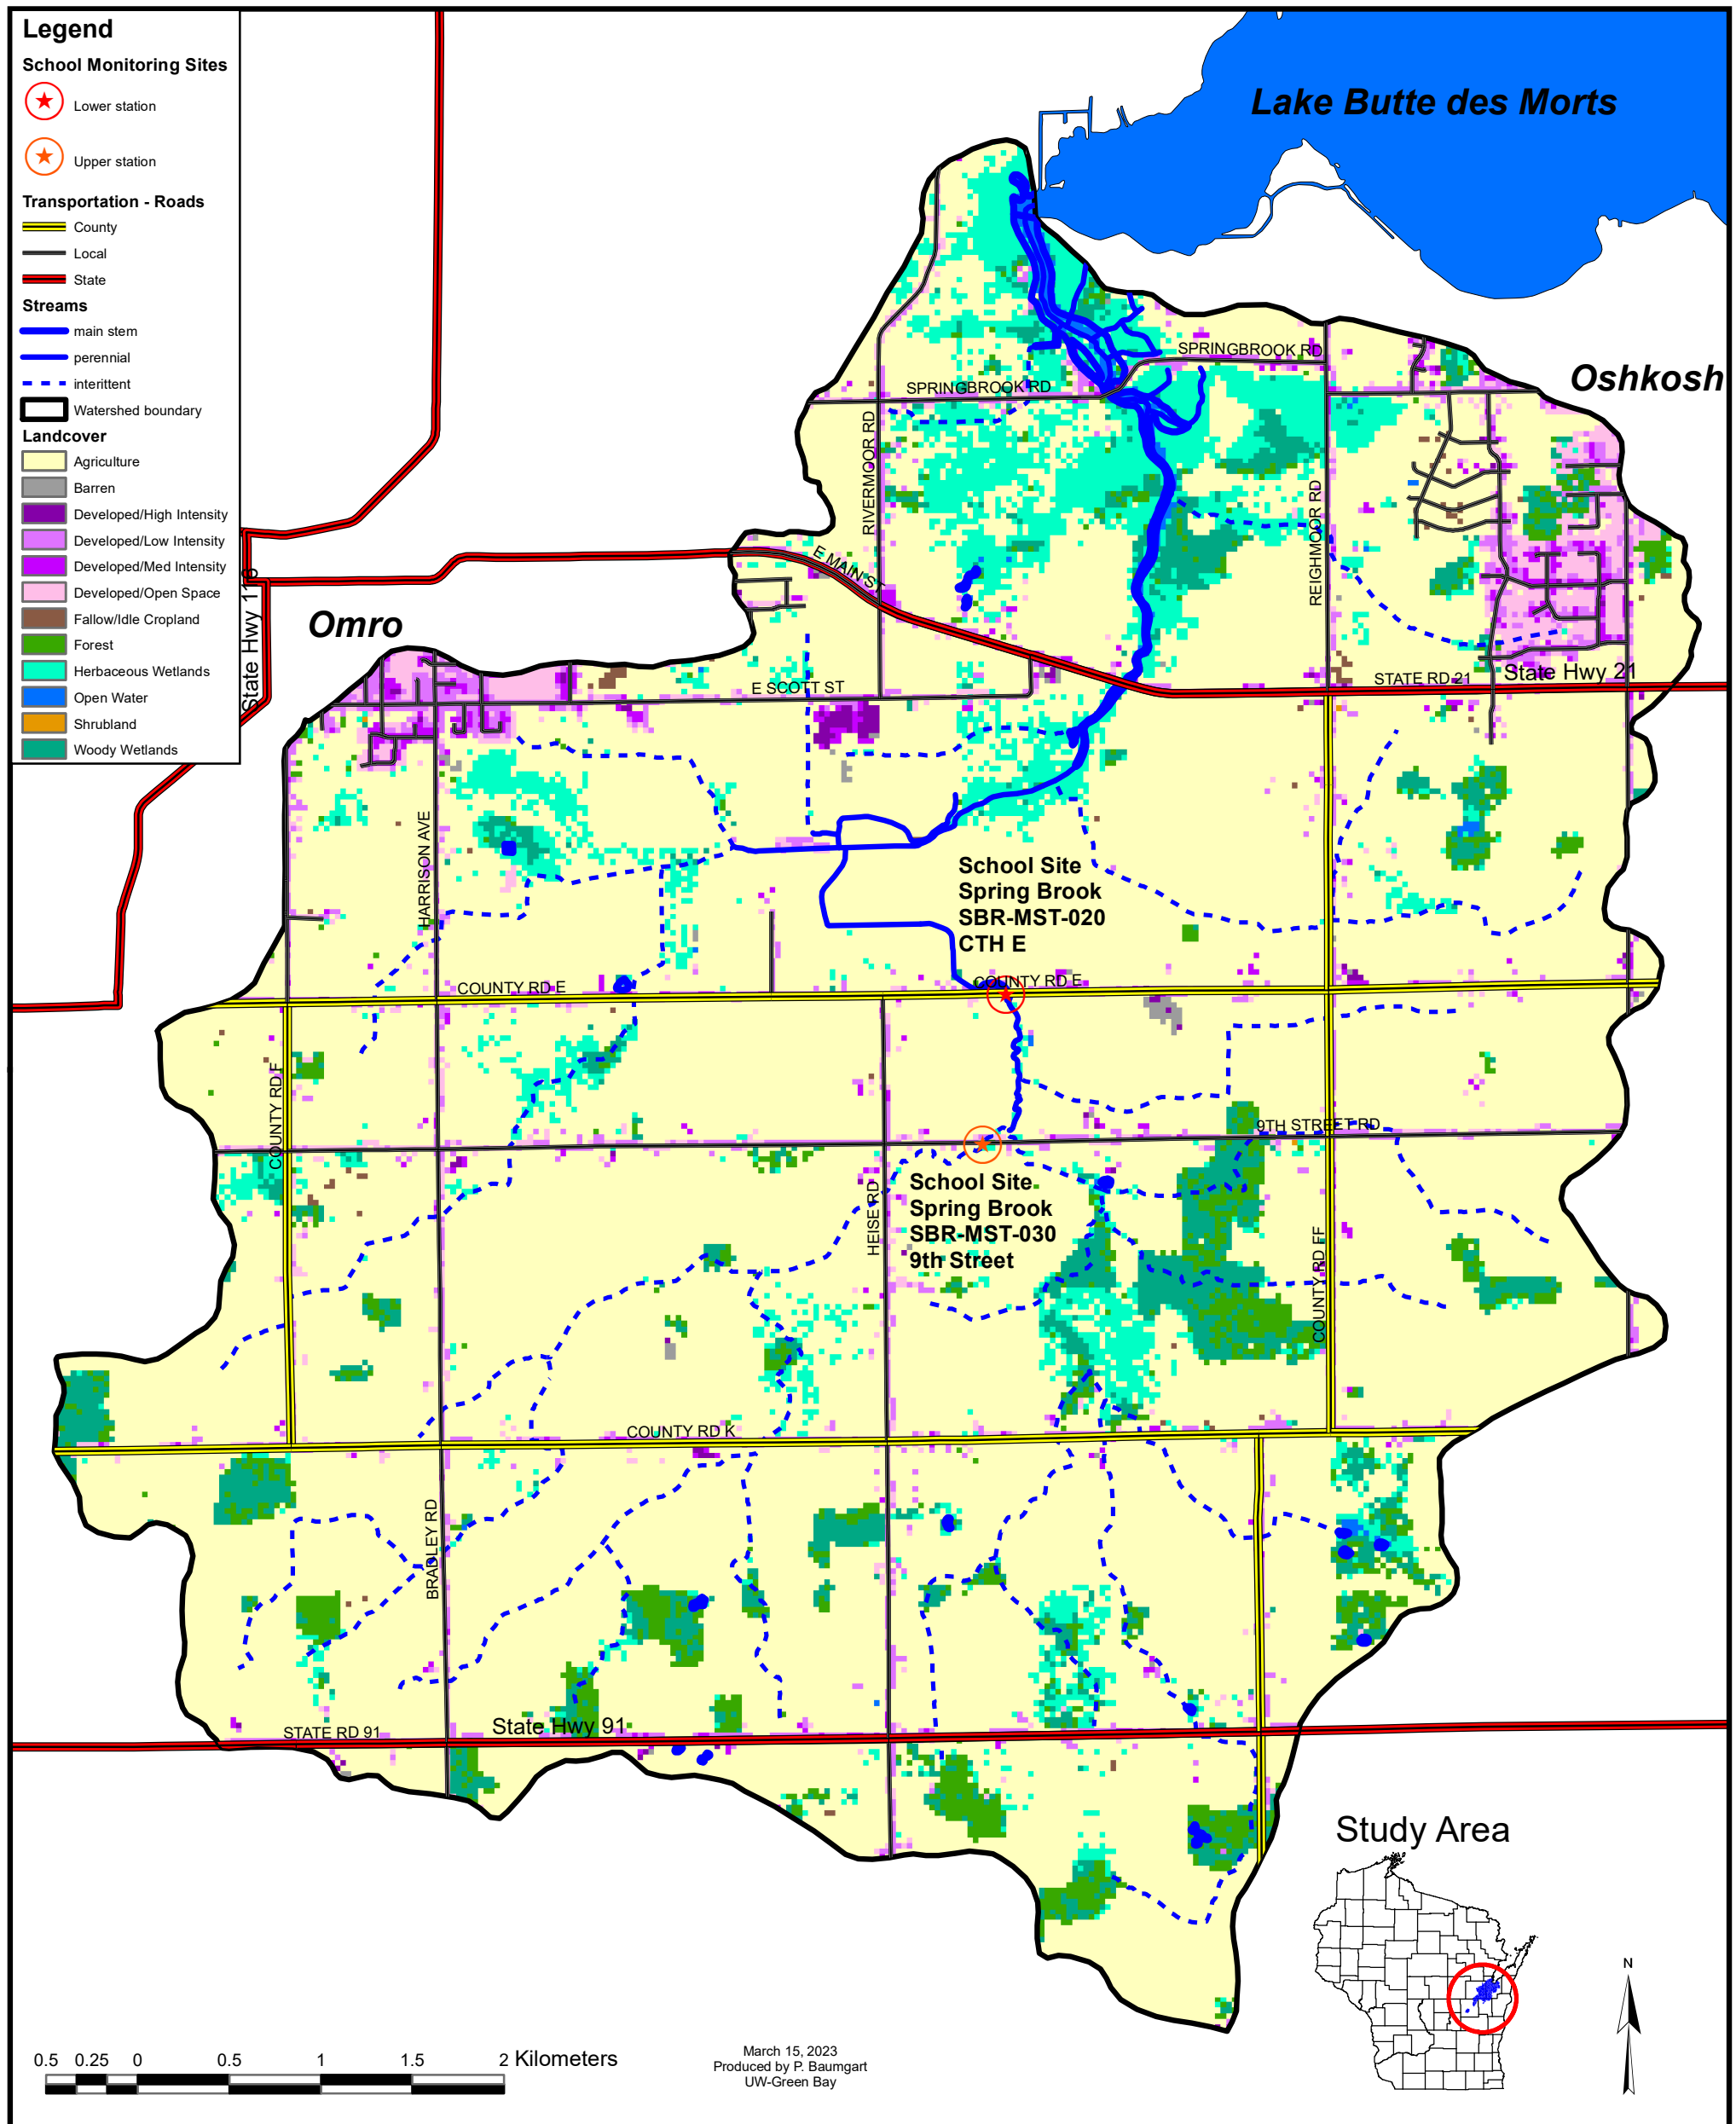 Legend
School Monitoring Sites
Lower station
Upper station
Transportation - Roads
County
Local
State
Streams
main stem
perennial
interittent
Watershed boundary
Landcover
Agriculture
Barren
Developed/High Intensity
Developed/Low Intensity
Developed/Med Intensity
Developed/Open Space
Fallow/Idle Cropland
Forest
Herbaceous Wetlands
Open Water
Shrubland
Woody Wetlands
Lake Butte des Morts
Oshkosh
Omro
SPRINGBROOK RD
SPRINGBROOK RD
RIVERMOOR RD
REIGHMOOR RD
E MAIN ST
State Hwy 116
E SCOTT ST
STATE RD 21
State Hwy 21
HARRISON AVE
School Site
Spring Brook
SBR-MST-020
CTH E
COUNTY RD E
COUNTY RD E
COUNTY RD F
9TH STREET RD
HEISE RD
School Site
Spring Brook
SBR-MST-030
9th Street
COUNTY RD FF
COUNTY RD K
BRADLEY RD
STATE RD 91
State Hwy 91
Study Area
N
0.5 0.25 0 0.5 1 1.5 2 Kilometers
March 15, 2023
Produced by P. Baumgart
UW-Green Bay